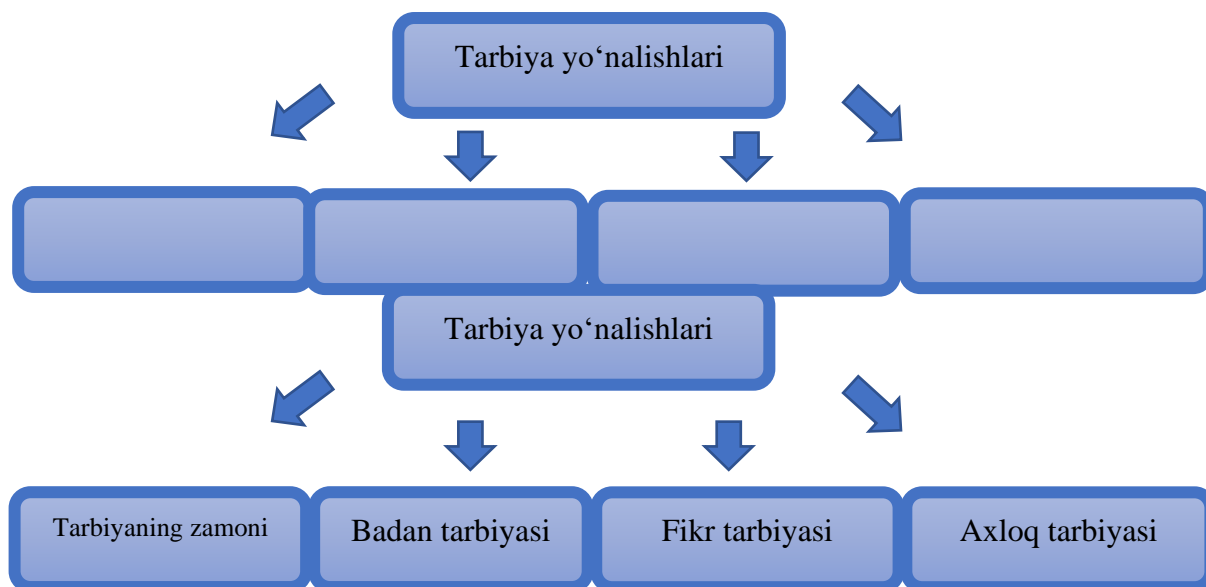 Tarbiya yo‘nalishlari
Tarbiya yo‘nalishlari
Tarbiyaning zamoni
Badan tarbiyasi
Fikr tarbiyasi
Axloq tarbiyasi